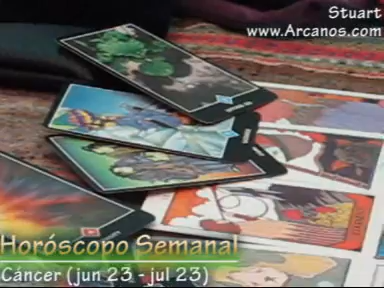 Stuart
www.Arcanos.com
Horóscopo Semanal
Cáncer (jun 23 - jul 23)